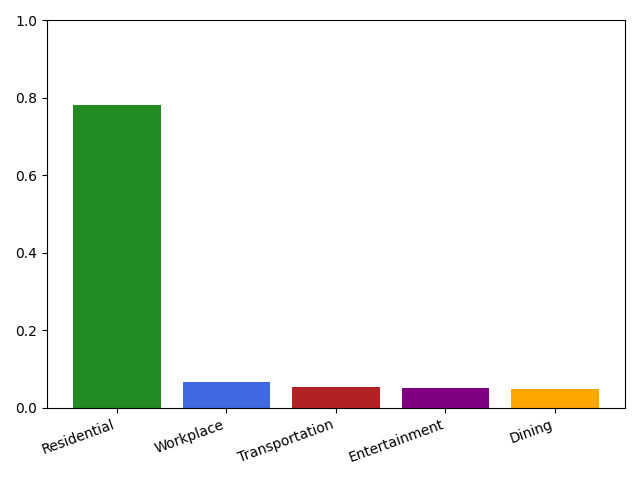 1.0
0.8
0.6
0.4
0.2
0.0
Residential
Workplace
Transportation
Entertainment
Dining